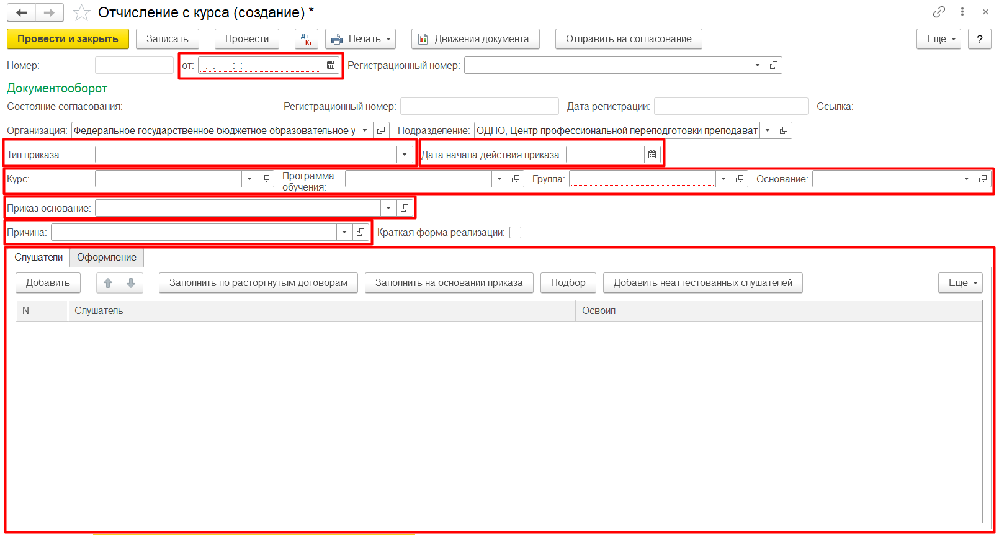 Отчисление с курса (создание) *
Провести и закрыть Записать Провести Дт Кт Печать Движения документа Отправить на согласование Еще ?
Номер: от: . . : : Регистрационный номер:
Документооборот
Состояние согласования: Регистрационный номер: Дата регистрации: Ссылка:
Организация: Федеральное государственное бюджетное образовательное у Подразделение: ОДПО, Центр профессиональной переподготовки преподават
Тип приказа: Дата начала действия приказа: . .
Курс: Программа обучения: Группа: Основание:
Приказ основание:
Причина: Краткая форма реализации:
Слушатели Оформление
Добавить Заполнить по расторгнутым договорам Заполнить на основании приказа Подбор Добавить неаттестованных слушателей Еще
N Слушатель Освоил